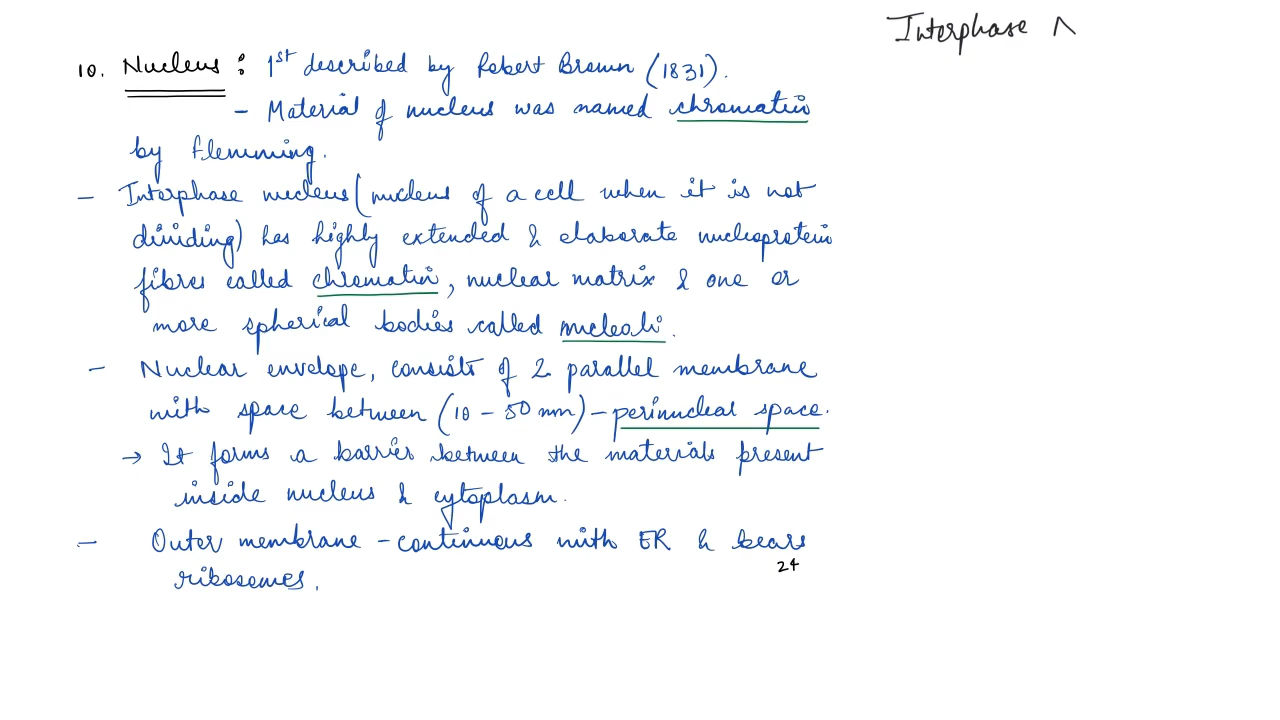 Interphase
10. Nucleus : 1st described by Robert Brown (1831).
- Material of nucleus was named chromatin
by flemming.
- Interphase nucleus (nucleus of a cell when it is not
dividing) has highly extended & elaborate nucleoprotein
fibres called chromatin, nuclear matrix & one or
more spherical bodies called nucleoli.
- Nuclear envelope, consists of 2 parallel membrane
with space between (10 - 50 nm) - perinuclear space.
→ It forms a barrier between the materials present
inside nucleus & cytoplasm.
- Outer membrane - continuous with ER & bears
ribosomes.
24